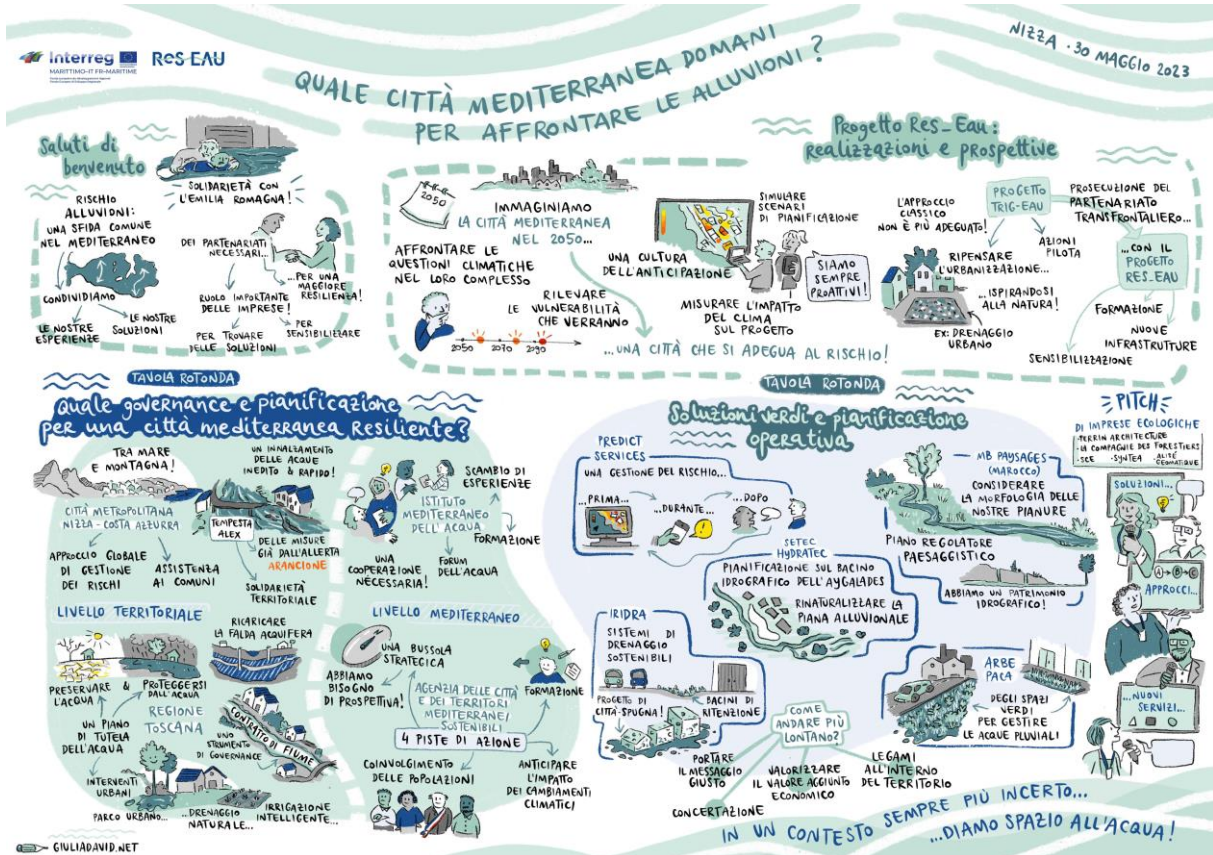 Interreg
MARITTIMO-IT FR-MARITIME
RES EAU
QUALE CITTÀ MEDITERRANEA DOMANI
PER AFFRONTARE LE ALLUVIONI?
NIZZA · 30 MAGGIO 2023
Saluti di
benvenuto
SOLIDARIETÀ CON
L'EMILIA ROMAGNA!
RISCHIO
ALLUVIONI:
UNA SFIDA COMUNE
NEL MEDITERRANEO
CONDIVIDIAMO
LE NOSTRE
ESPERIENZE
LE NOSTRE
SOLUZIONI
DEI PARTENARIATI
NECESSARI...
...PER UNA
MAGGIORE
RESILIENZA!
RUOLO IMPORTANTE
DELLE IMPRESE!
PER TROVARE
DELLE SOLUZIONI
PER
SENSIBILIZZARE
Progetto Res_Eau:
realizzazioni e prospettive
2050
IMMAGINIAMO
LA CITTÀ MEDITERRANEA
NEL 2050...
AFFRONTARE LE
QUESTIONI CLIMATICHE
NEL LORO COMPLESSO
RILEVARE
LE VULNERABILITÀ
CHE VERRANNO
2050 2070 2090
SIMULARE
SCENARI
DI PIANIFICAZIONE
UNA CULTURA
DELL'ANTICIPAZIONE
SIAMO
SEMPRE
PROATTIVI!
MISURARE L'IMPATTO
DEL CLIMA
SUL PROGETTO
...UNA CITTÀ CHE SI ADEGUA AL RISCHIO!
PROGETTO
TRIG-EAU
L'APPROCCIO
CLASSICO
NON È PIÙ ADEGUATO!
AZIONI
PILOTA
RIPENSARE
L'URBANIZZAZIONE...
...ISPIRANDOSI
ALLA NATURA!
EX: DRENAGGIO
URBANO
PROSECUZIONE DEL
PARTENARIATO
TRANSFRONTALIERO...
...CON IL
PROGETTO
RES_EAU
FORMAZIONE
NUOVE
INFRASTRUTTURE
SENSIBILIZZAZIONE
TAVOLA ROTONDA
Quale governance e pianificazione
per una città mediterranea Resiliente?
TRA MARE
E MONTAGNA!
CITTÀ METROPOLITANA
NIZZA - COSTA AZZURRA
APPROCCIO GLOBALE
DI GESTIONE
DEI RISCHI
ASSISTENZA
AI COMUNI
UN INNALZAMENTO
DELLE ACQUE
INEDITO & RAPIDO!
TEMPESTA
ALEX
DELLE MISURE
GIÀ DALL'ALLERTA
ARANCIONE
SOLIDARIETÀ
TERRITORIALE
SCAMBIO DI
ESPERIENZE
ISTITUTO
MEDITERRANEO
DELL'ACQUA
FORMAZIONE
UNA
COOPERAZIONE
NECESSARIA!
FORUM
DELL'ACQUA
LIVELLO TERRITORIALE
RICARICARE
LA FALDA ACQUIFERA
PRESERVARE &
L'ACQUA
PROTEGGERSI
DALL'ACQUA
REGIONE
TOSCANA
UN PIANO
DI TUTELA
DELL'ACQUA
CONTRATTO DI FIUME
UNO
STRUMENTO
DI GOVERNANCE
INTERVENTI
URBANI
PARCO URBANO...
...DRENAGGIO
NATURALE...
IRRIGAZIONE
INTELLIGENTE...
LIVELLO MEDITERRANEO
UNA BUSSOLA
STRATEGICA
ABBIAMO
BISOGNO
DI PROSPETTIVA!
FORMAZIONE
AGENZIA DELLE CITTÀ
E DEI TERRITORI
MEDITERRANEI
SOSTENIBILI
4 PISTE DI AZIONE
COINVOLGIMENTO
DELLE POPOLAZIONI
ANTICIPARE
L'IMPATTO
DEI CAMBIAMENTI
CLIMATICI
TAVOLA ROTONDA
Soluzioni verdi e pianificazione
operativa
PREDICT
SERVICES
UNA GESTIONE DEL RISCHIO...
...PRIMA...
...DURANTE...
...DOPO
MB PAYSAGES
(MAROCCO)
CONSIDERARE
LA MORFOLOGIA DELLE
NOSTRE PIANURE
PIANO REGOLATORE
PAESAGGISTICO
ABBIAMO UN PATRIMONIO
IDROGRAFICO!
SETEC
HYDRATEC
PIANIFICAZIONE SUL BACINO
IDROGRAFICO DELL'AYGALADES
RINATURALIZZARE LA
PIANA ALLUVIONALE
IRIDRA
SISTEMI DI
DRENAGGIO
SOSTENIBILI
PROGETTO DI
CITTÀ-SPUGNA!
BACINI DI
RITENZIONE
ARBE
PACA
DEGLI SPAZI
VERDI
PER GESTIRE
LE ACQUE PLUVIALI
COME
ANDARE PIÙ
LONTANO?
PORTARE
IL MESSAGGIO
GIUSTO
CONCERTAZIONE
VALORIZZARE
IL VALORE AGGIUNTO
ECONOMICO
LEGAMI
ALL'INTERNO
DEL TERRITORIO
PITCH
DI IMPRESE ECOLOGICHE
·PERRIN ARCHITECTURE
·LA COMPAGNIE DES FORESTIERS
·SCE ·SYNTEA ·ALISÉ
GEOMATIQUE
SOLUZIONI...
A B C
APPROCCI...
...NUOVI
SERVIZI...
IN UN CONTESTO SEMPRE PIÙ INCERTO...
...DIAMO SPAZIO ALL'ACQUA!
GIULIADAVID.NET